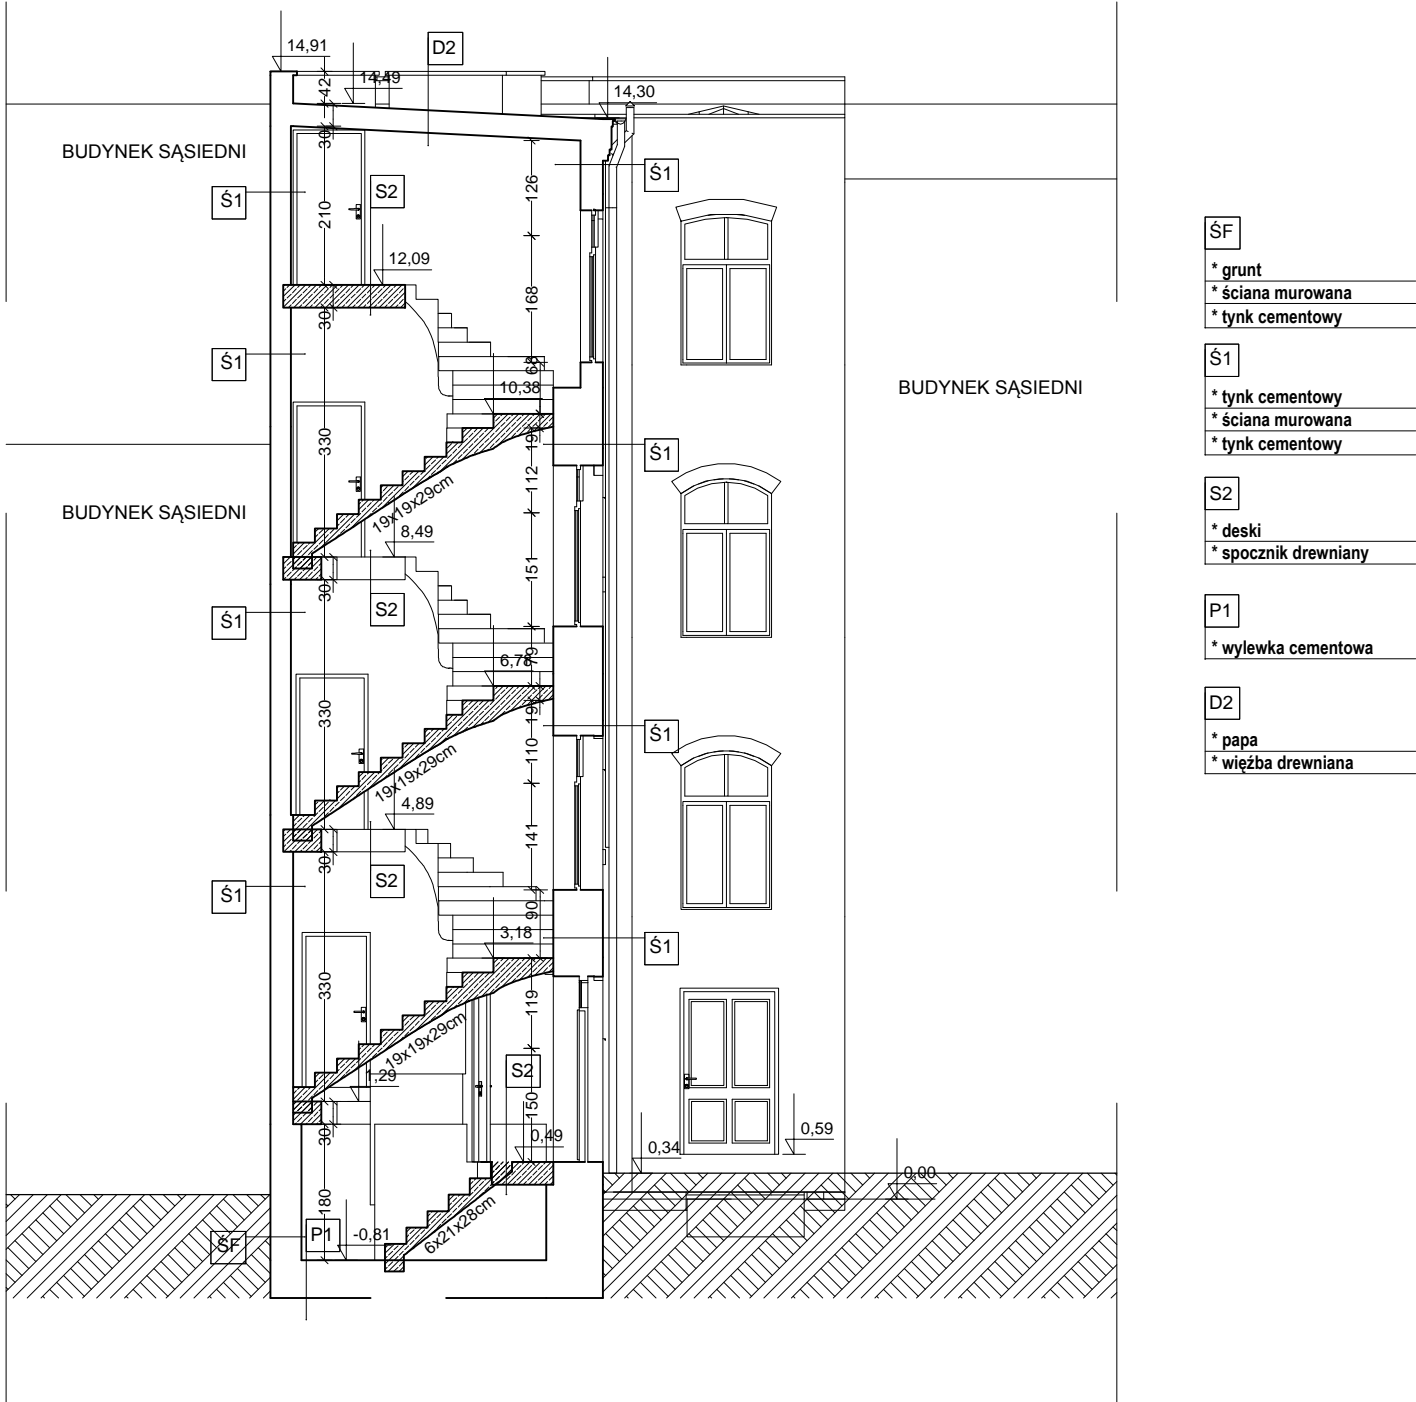 14,91
D2
14,49
42
14,30
30
BUDYNEK SĄSIEDNI
Ś1
S2
Ś1
126
210
12,09
168
30
Ś1
68
10,38
BUDYNEK SĄSIEDNI
330
19
Ś1
112
19x19x29cm
BUDYNEK SĄSIEDNI
8,49
151
30
S2
Ś1
6,78
79
330
19
Ś1
110
19x19x29cm
4,89
141
30
S2
Ś1
90
3,18
Ś1
330
119
19x19x29cm
S2
1,29
150
30
0,49
0,34
0,59
0,00
180
ŚF
P1
-0,81
6x21x28cm
ŚF
* grunt
* ściana murowana
* tynk cementowy
Ś1
* tynk cementowy
* ściana murowana
* tynk cementowy
S2
* deski
* spocznik drewniany
P1
* wylewka cementowa
D2
* papa
* więźba drewniana